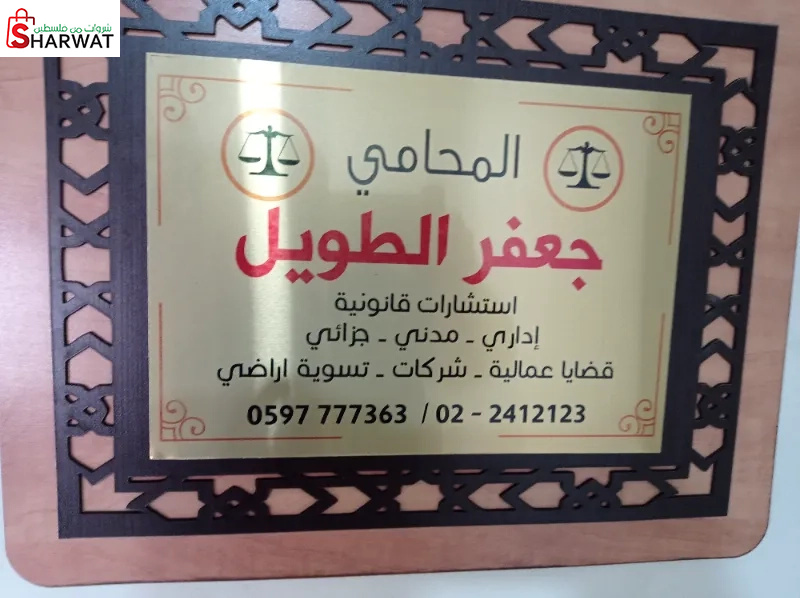 شروات من فلسطين
SHARWAT
المحامي
جعفر الطويل
استشارات قانونية
إداري - مدني - جزائي
قضايا عمالية - شركات - تسوية اراضي
0597 777363 / 02 - 2412123